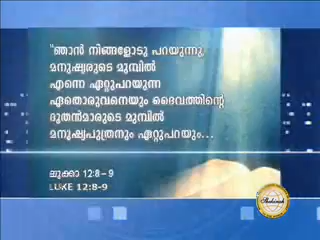 "ഞാൻ നിങ്ങളോടു പറയുന്നു,
മനുഷ്യരുടെ മുമ്പിൽ
എന്നെ ഏറ്റുപറയുന്ന
ഏതൊരുവനെയും ദൈവത്തിന്റെ
ദൂതൻമാരുടെ മുമ്പിൽ
മനുഷ്യപുത്രനും ഏറ്റുപറയും...
ലൂക്കാ 12:8-9
LUKE 12:8-9
Shekinah